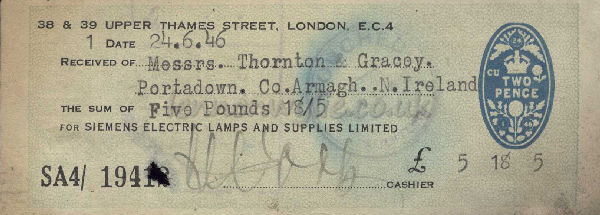 38 & 39 UPPER THAMES STREET, LONDON, E.C.4
1 DATE 24.6.46
RECEIVED OF Messrs. Thornton & Gracey.
Portadown. Co.Armagh..N.Ireland
THE SUM OF Five Pounds 18/5
FOR SIEMENS ELECTRIC LAMPS AND SUPPLIES LIMITED
CU TWO PENCE
SA4/ 1941
£ 5 18 5
CASHIER